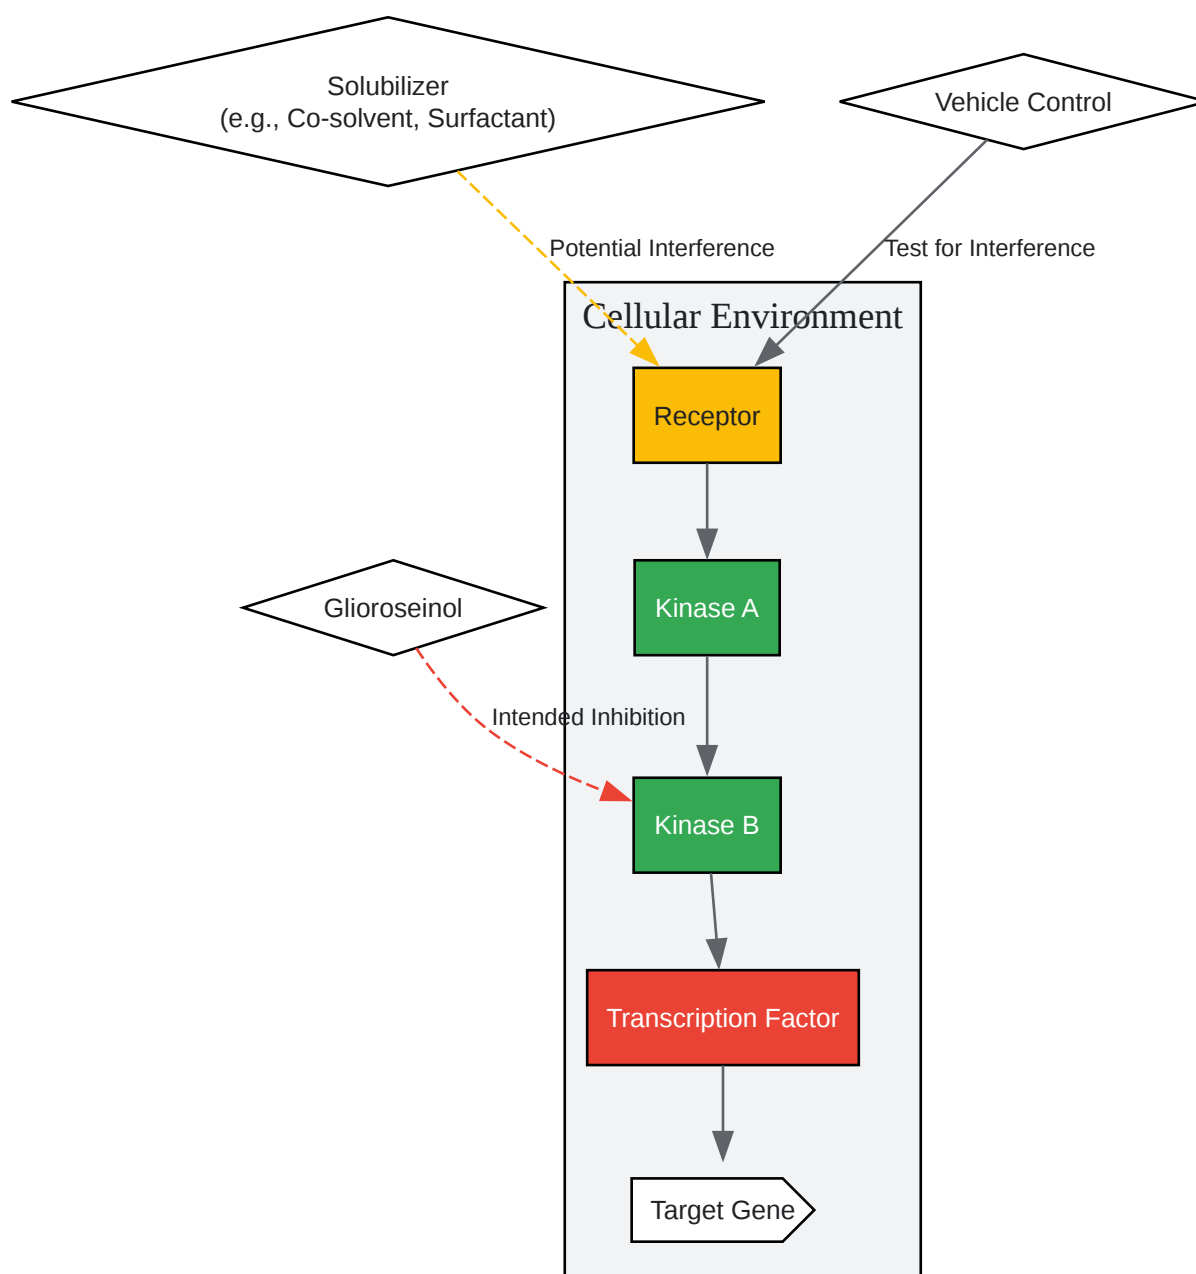 Solubilizer
(e.g., Co-solvent, Surfactant)
Vehicle Control
Potential Interference
Test for Interference
Cellular Environment
Receptor
Kinase A
Glioroseinol
Intended Inhibition
Kinase B
Transcription Factor
Target Gene